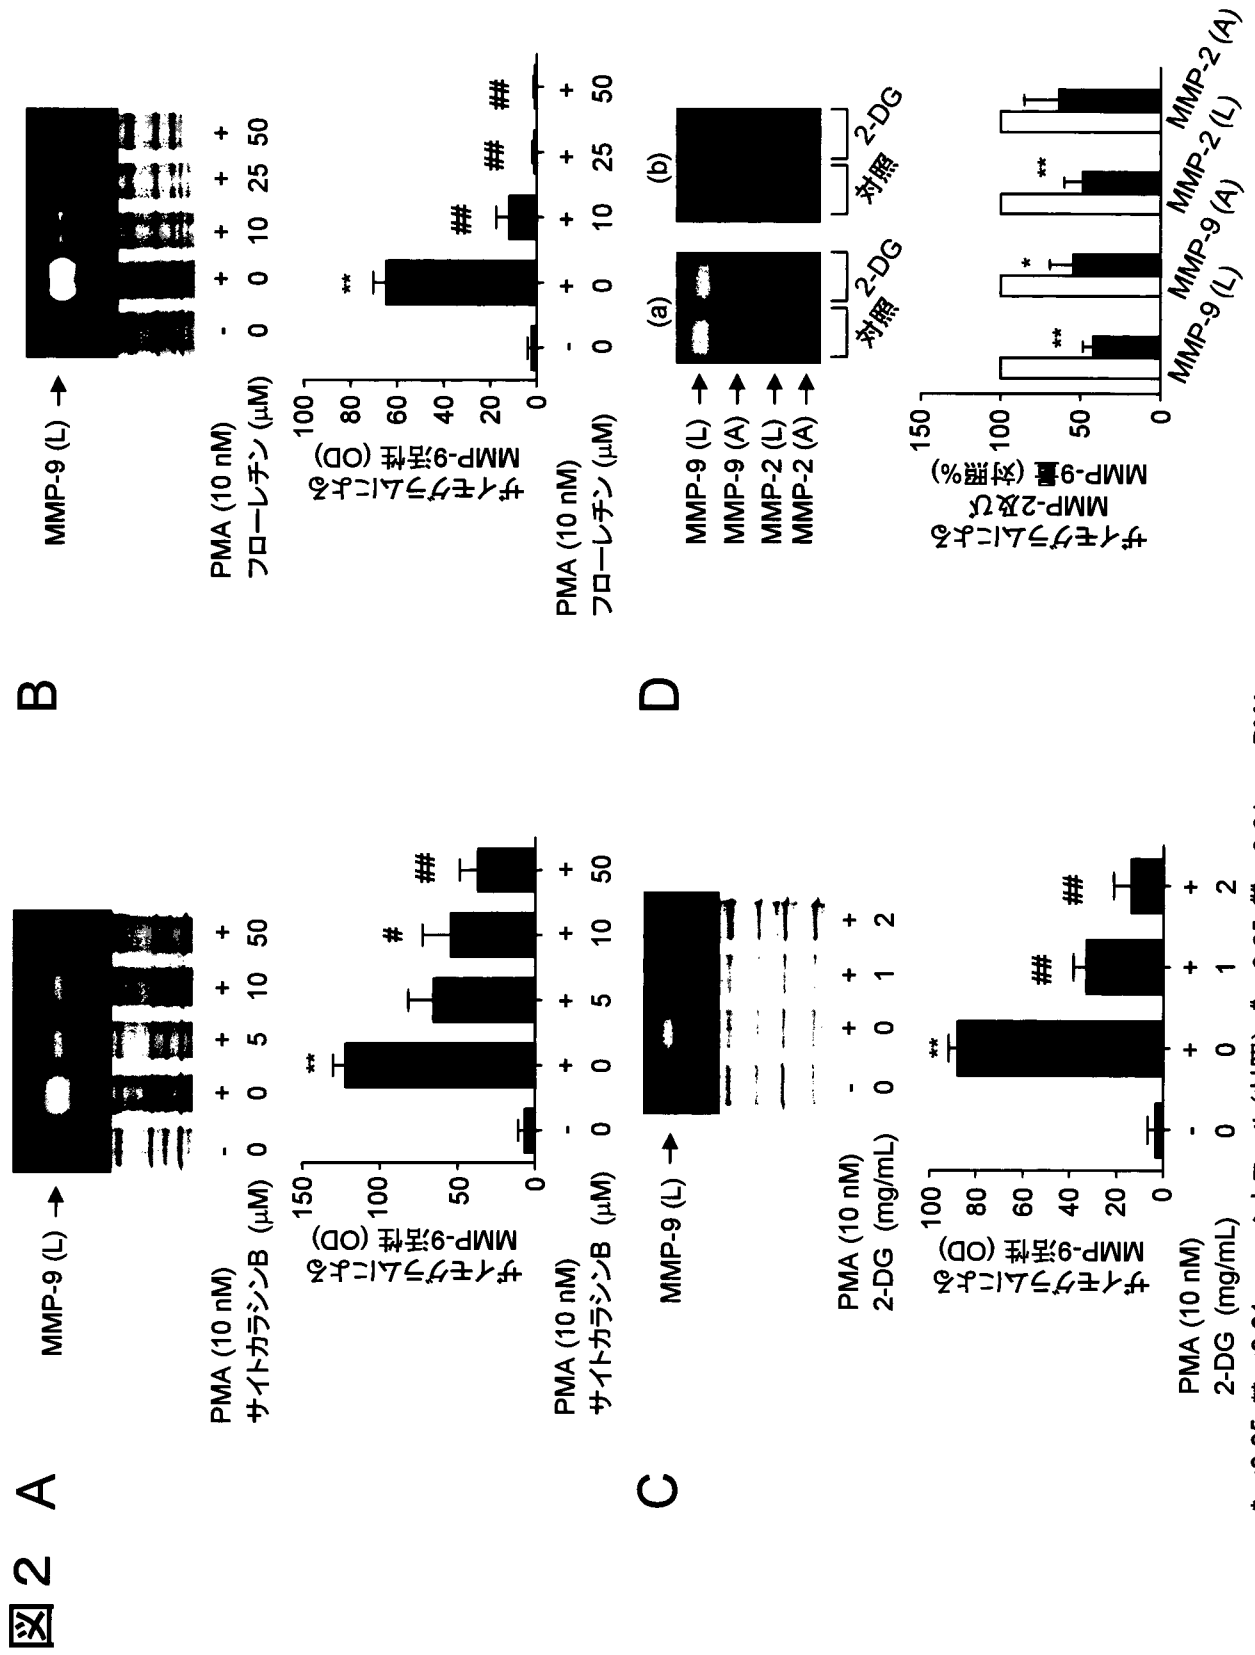 図2
A
MMP-9 (L) →
PMA (10 nM) - + + + +
サイトカラシンB (μM) 0 0 5 10 50
ザイモグラムによる
MMP-9活性 (OD)
150
100
50
0
**
#
##
PMA (10 nM) - + + + +
サイトカラシンB (μM) 0 0 5 10 50
B
MMP-9 (L) →
PMA (10 nM) - + + + +
フローレチン (μM) 0 0 10 25 50
ザイモグラムによる
MMP-9活性 (OD)
100
80
60
40
20
0
**
##
##
##
PMA (10 nM) - + + + +
フローレチン (μM) 0 0 10 25 50
C
MMP-9 (L) →
PMA (10 nM) - + + +
2-DG (mg/mL) 0 0 1 2
ザイモグラムによる
MMP-9活性 (OD)
100
80
60
40
20
0
**
##
##
PMA (10 nM) - + + +
2-DG (mg/mL) 0 0 1 2
D
(a) (b)
MMP-9 (L) →
MMP-9 (A) →
MMP-2 (L) →
MMP-2 (A) →
対照 2-DG 対照 2-DG
ザイモグラムによる
MMP-2及び
MMP-9量 (対照%)
150
100
50
0
**
*
**
MMP-9 (L)
MMP-9 (A)
MMP-2 (L)
MMP-2 (A)